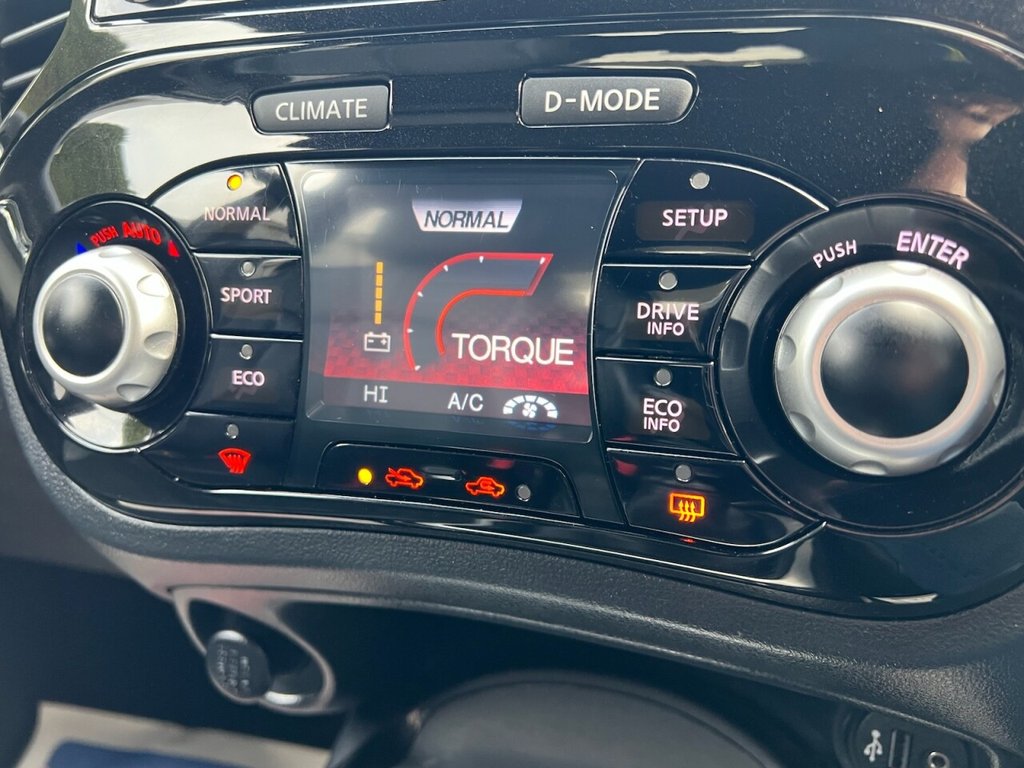 CLIMATE
D-MODE
PUSH AUTO
NORMAL
SPORT
ECO
NORMAL
TORQUE
HI
A/C
SETUP
DRIVE
INFO
ECO
INFO
PUSH ENTER